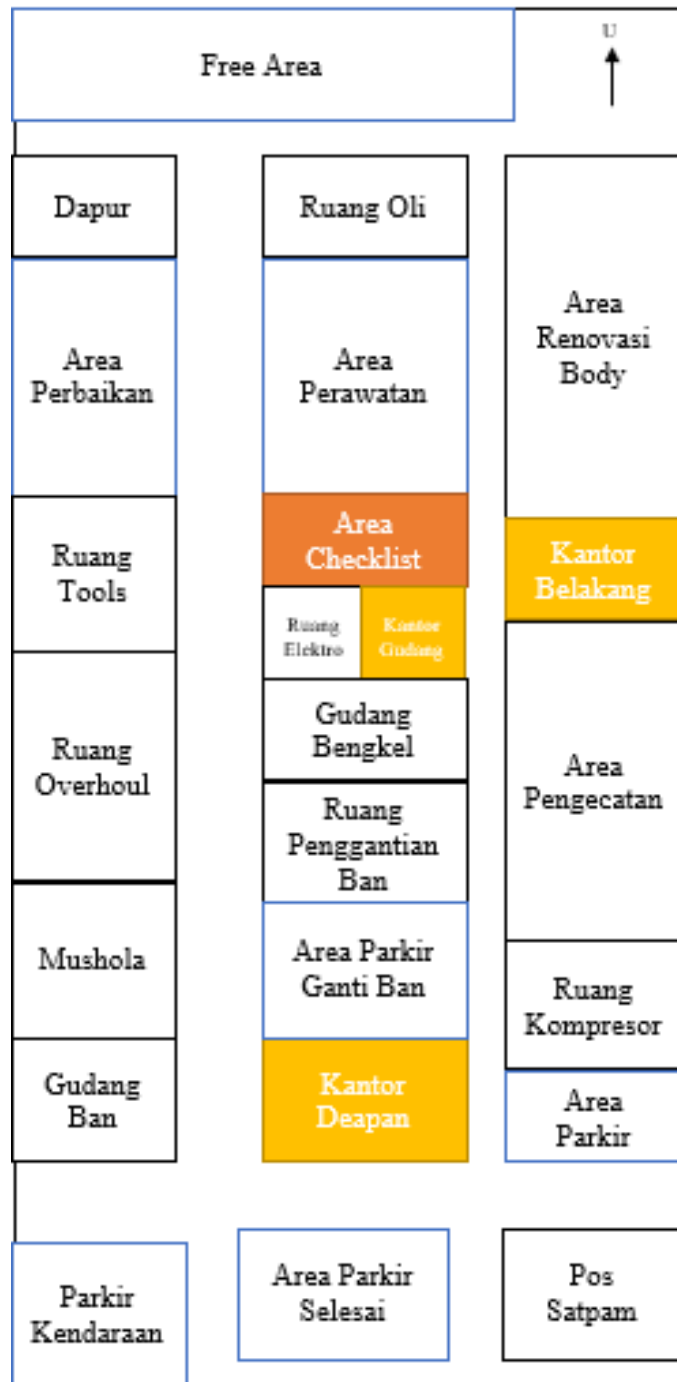 Free Area
U
Dapur
Area
Perbaikan
Ruang
Tools
Ruang
Overhoul
Mushola
Gudang
Ban
Ruang Oli
Area
Perawatan
Area
Checklist
Ruang
Elektro
Kantor
Gudang
Gudang
Bengkel
Ruang
Penggantian
Ban
Area Parkir
Ganti Ban
Kantor
Deapan
Area
Renovasi
Body
Kantor
Belakang
Area
Pengecatan
Ruang
Kompresor
Area
Parkir
Parkir
Kendaraan
Area Parkir
Selesai
Pos
Satpam